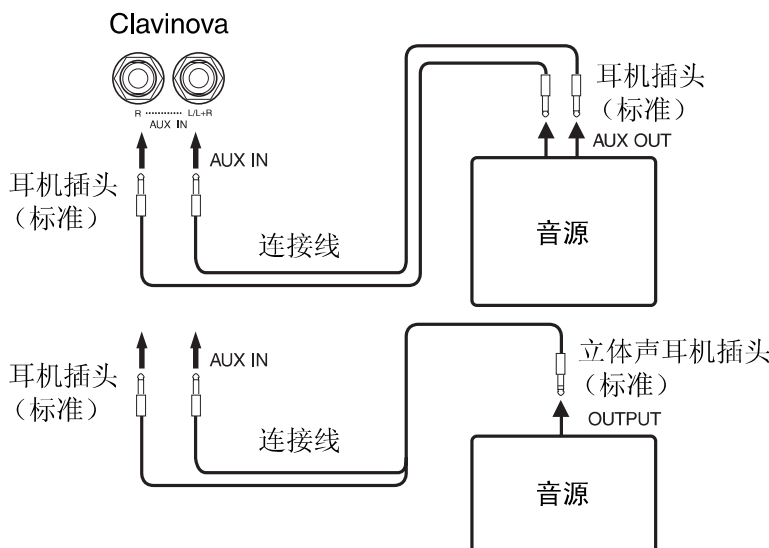 Clavinova
R
L/L+R
AUX IN
AUX IN
耳机插头
（标准）
连接线
耳机插头
（标准）
AUX OUT
音源
AUX IN
耳机插头
（标准）
连接线
立体声耳机插头
（标准）
OUTPUT
音源